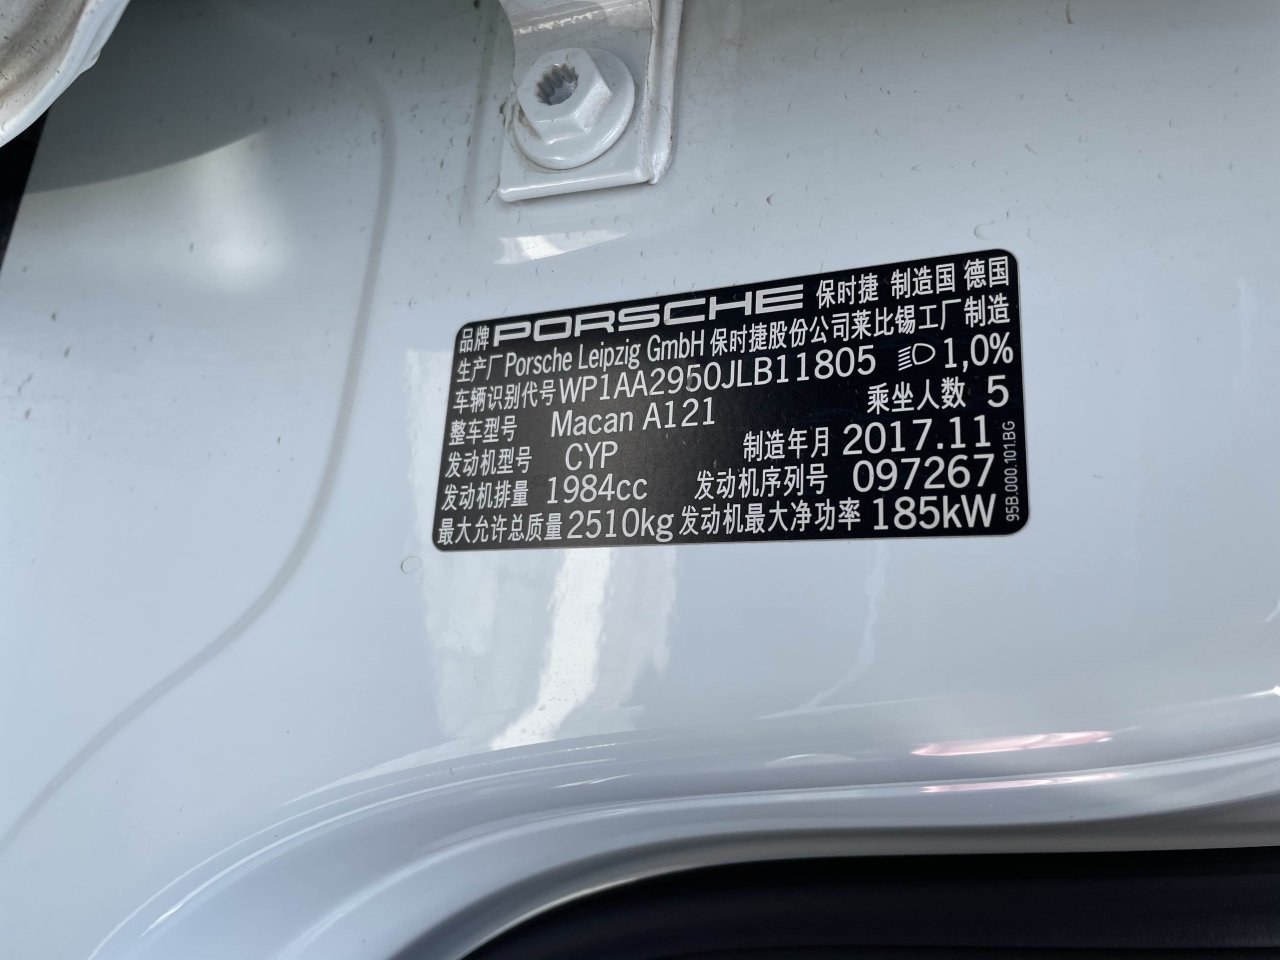 品牌 PORSCHE 保时捷 制造国 德国
生产厂 Porsche Leipzig GmbH 保时捷股份公司莱比锡工厂制造
车辆识别代号 WP1AA2950JLB11805 1,0%
整车型号 Macan A121 乘坐人数 5
发动机型号 CYP 制造年月 2017.11
发动机排量 1984cc 发动机序列号 097267
最大允许总质量 2510kg 发动机最大净功率 185kW
95B.000.101.BG